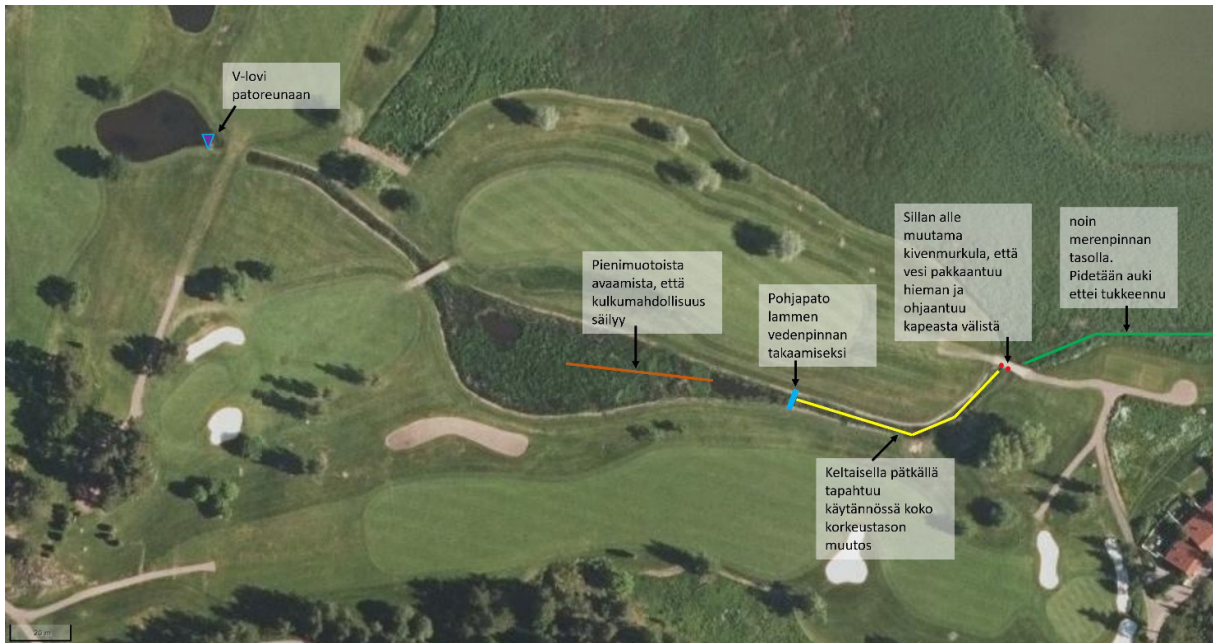 V-lovi
patoreunaan
Pienimuotoista
avaamista, että
kulkumahdollisuus
säilyy
Pohjapato
lammen
vedenpinnan
takaamiseksi
Sillan alle
muutama
kivenmurkula, että
vesi pakkaantuu
hieman ja
ohjaantuu
kapeasta välistä
noin
merenpinnan
tasolla.
Pidetään auki
ettei tukkeennu
Keltaisella pätkällä
tapahtuu
käytännössä koko
korkeustason
muutos
20 m